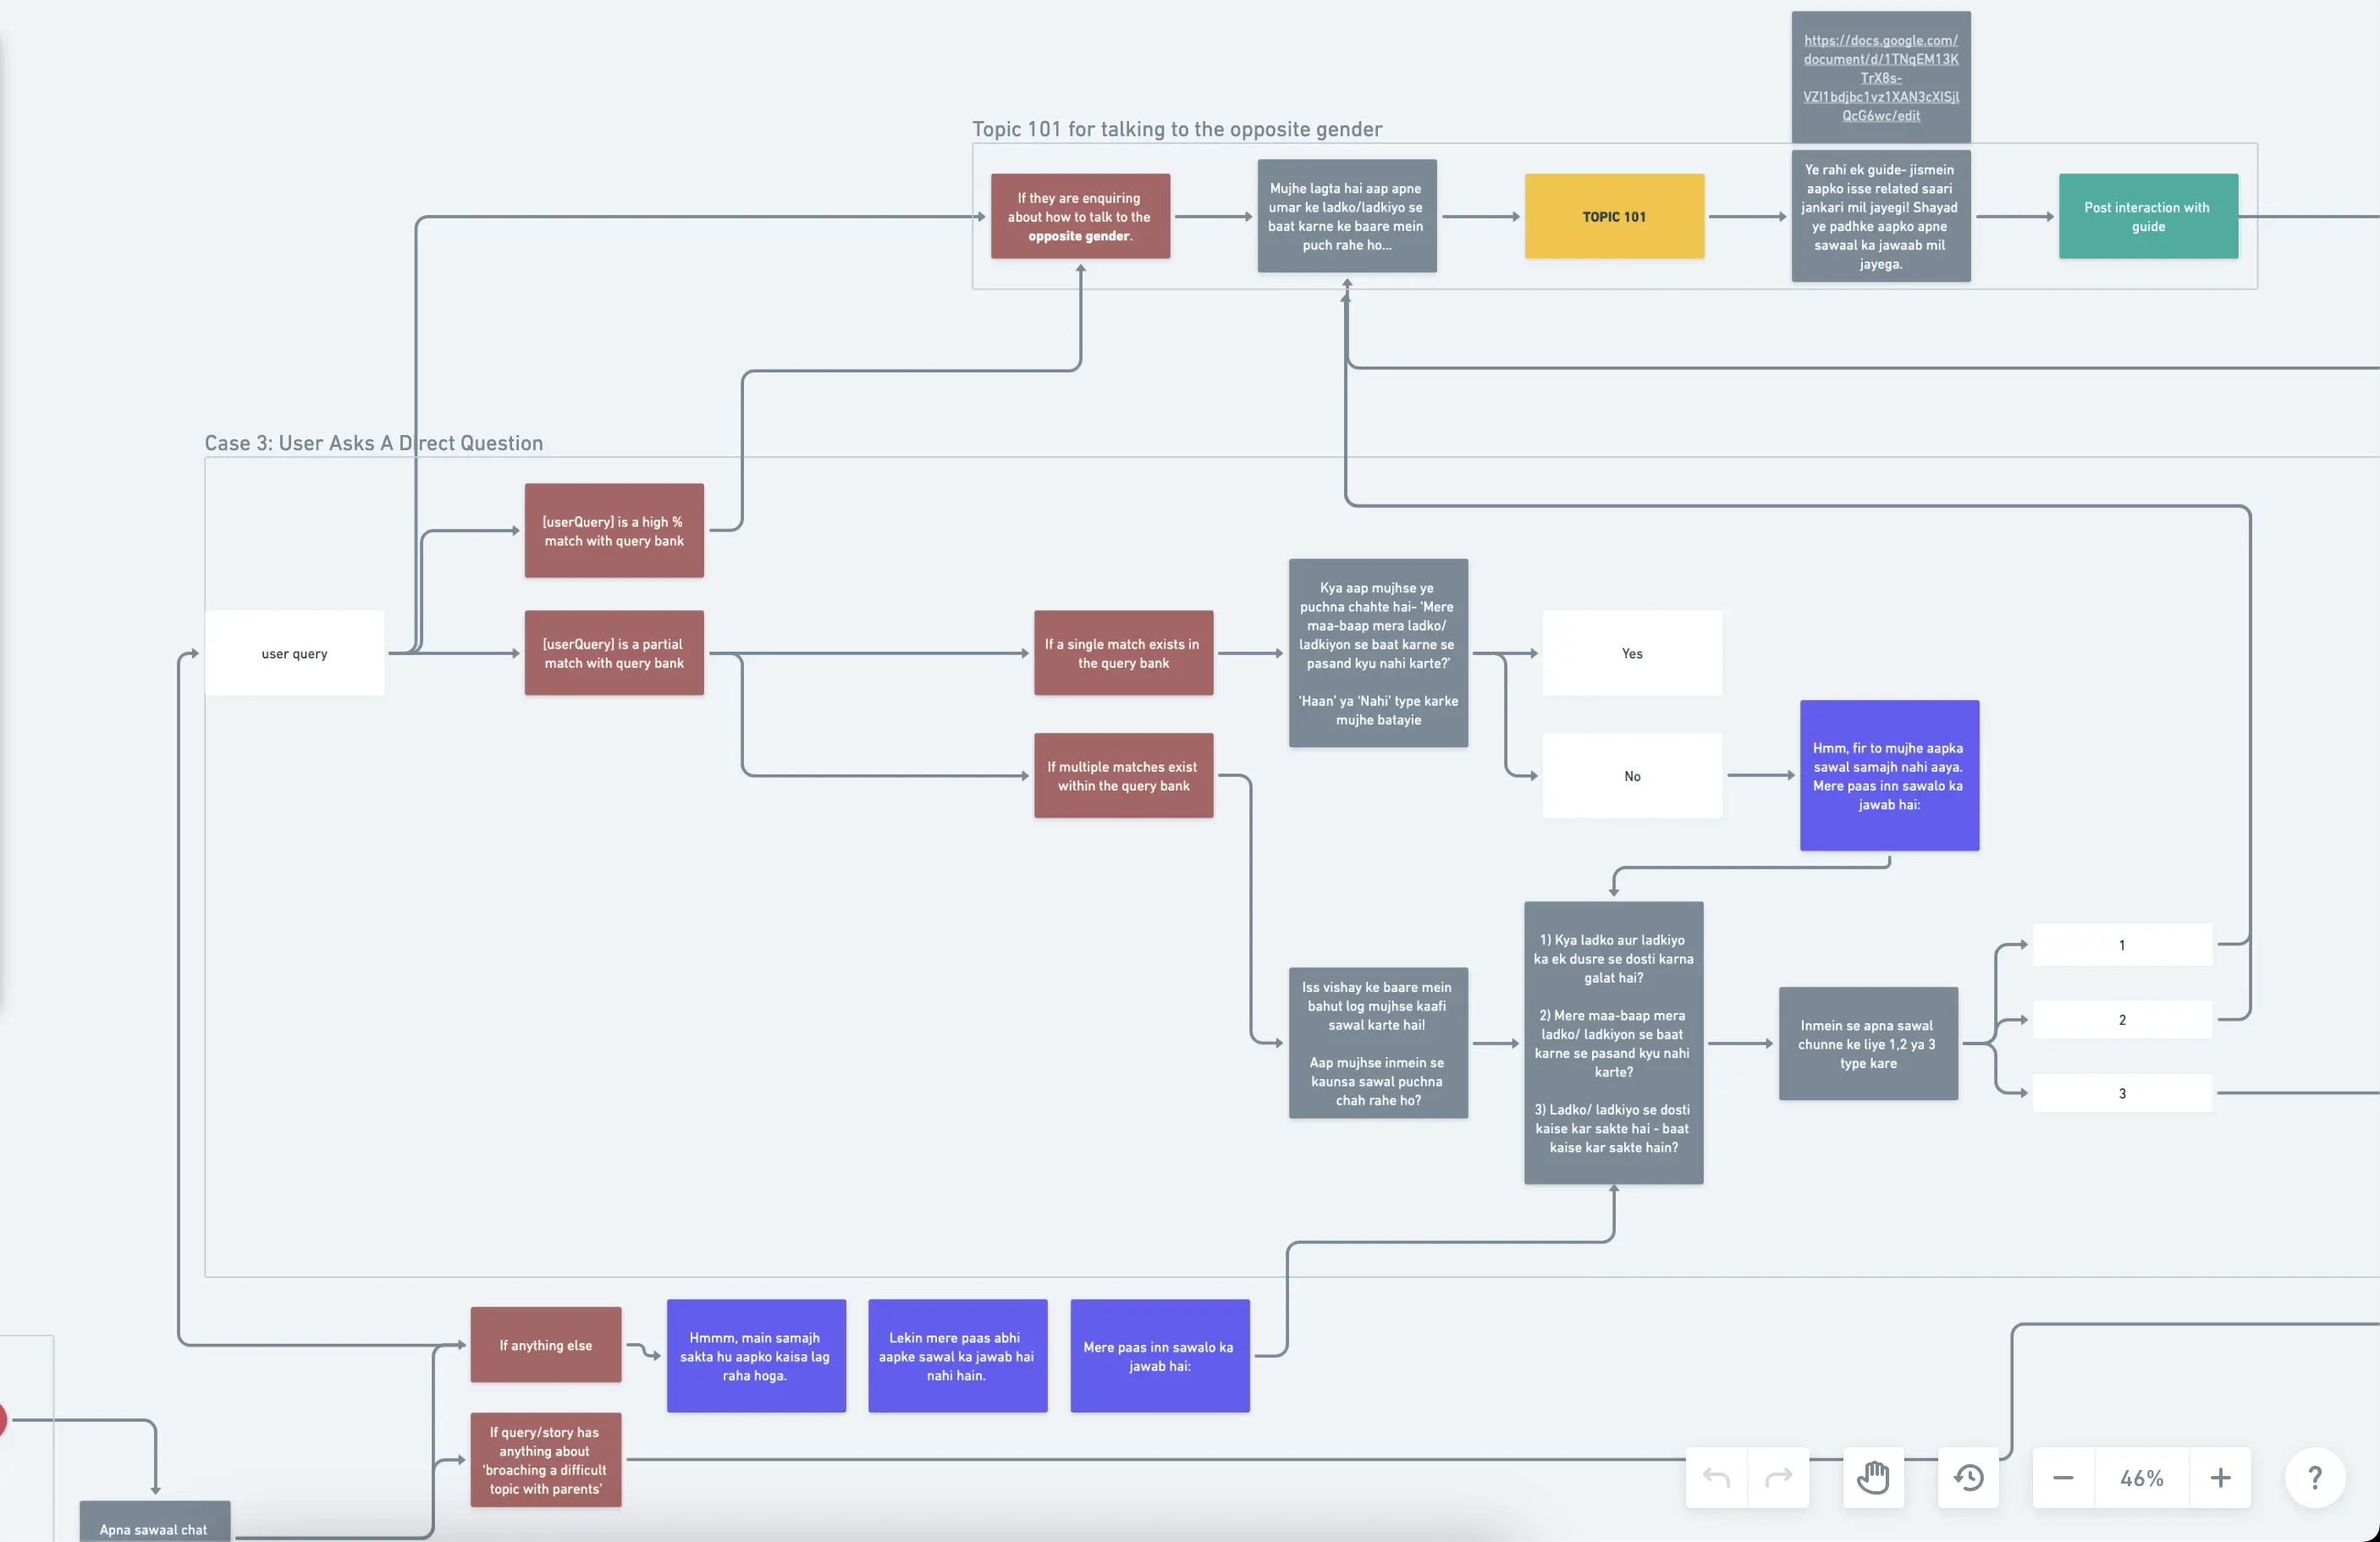 https://docs.google.com/
document/d/1TNqEM13K
TrX8s-
VZI1bdjbc1vz1XAN3cXISjl
QcG6wc/edit
Topic 101 for talking to the opposite gender
If they are enquiring
about how to talk to the
opposite gender.
Mujhe lagta hai aap apne
umar ke ladko/ladkiyo se
baat karne ke baare mein
puch rahe ho...
TOPIC 101
Ye rahi ek guide- jismein
aapko isse related saari
jankari mil jayegi! Shayad
ye padhke aapko apne
sawaal ka jawaab mil
jayega.
Post interaction with
guide
Case 3: User Asks A Direct Question
[userQuery] is a high %
match with query bank
user query
[userQuery] is a partial
match with query bank
If a single match exists in
the query bank
Kya aap mujhse ye
puchna chahte hai- ‘Mere
maa-baap mera ladko/
ladkiyon se baat karne se
pasand kyu nahi karte?’
‘Haan’ ya ‘Nahi’ type karke
mujhe batayie
Yes
If multiple matches exist
within the query bank
No
Hmm, fir to mujhe aapka
sawal samajh nahi aaya.
Mere paas inn sawalo ka
jawab hai:
Iss vishay ke baare mein
bahut log mujhse kaafi
sawal karte hai!
Aap mujhse inmein se
kaunsa sawal puchna
chah rahe ho?
1) Kya ladko aur ladkiyo
ka ek dusre se dosti karna
galat hai?
2) Mere maa-baap mera
ladko/ ladkiyon se baat
karne se pasand kyu nahi
karte?
3) Ladko/ ladkiyo se dosti
kaise kar sakte hai - baat
kaise kar sakte hain?
Inmein se apna sawal
chunne ke liye 1,2 ya 3
type kare
1
2
3
If anything else
Hmmm, main samajh
sakta hu aapko kaisa lag
raha hoga.
Lekin mere paas abhi
aapke sawal ka jawab hai
nahi hain.
Mere paas inn sawalo ka
jawab hai:
If query/story has
anything about
‘broaching a difficult
topic with parents’
Apna sawaal chat
46%
?